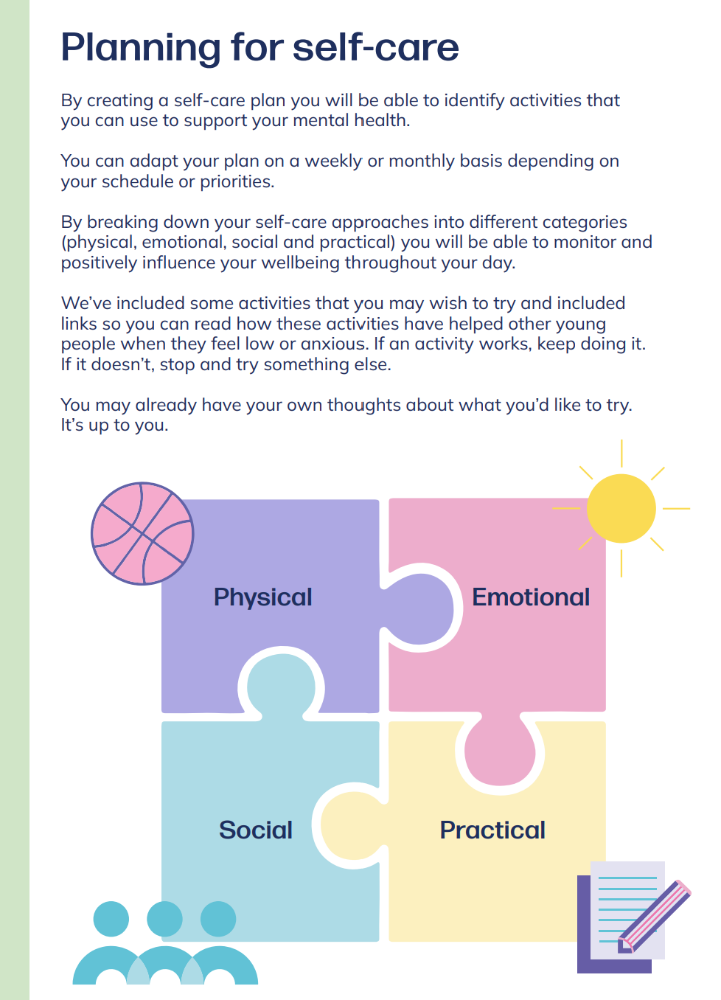 Planning for self-care
By creating a self-care plan you will be able to identify activities that
you can use to support your mental health.
You can adapt your plan on a weekly or monthly basis depending on
your schedule or priorities.
By breaking down your self-care approaches into different categories
(physical, emotional, social and practical) you will be able to monitor and
positively influence your wellbeing throughout your day.
We’ve included some activities that you may wish to try and included
links so you can read how these activities have helped other young
people when they feel low or anxious. If an activity works, keep doing it.
If it doesn’t, stop and try something else.
You may already have your own thoughts about what you’d like to try.
It’s up to you.
Physical
Emotional
Social
Practical